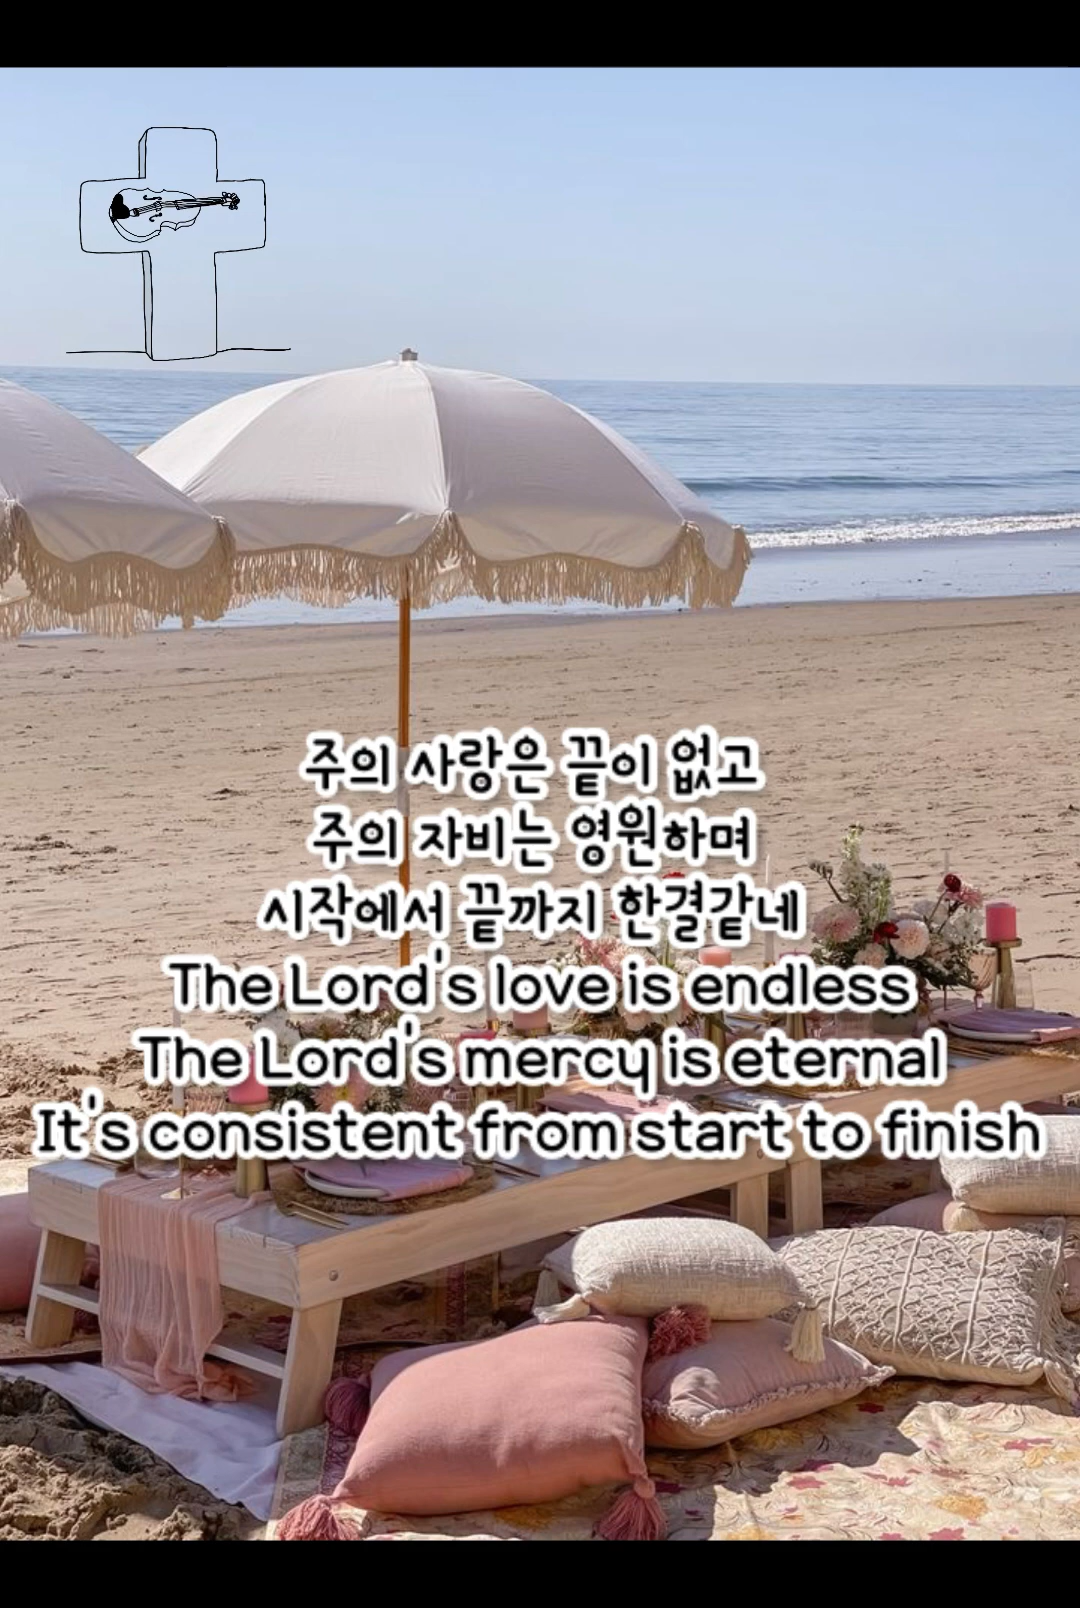 주의 사랑은 끝이 없고
주의 자비는 영원하며
시작에서 끝까지 한결같네
The Lord's love is endless
The Lord's mercy is eternal
It's consistent from start to finish